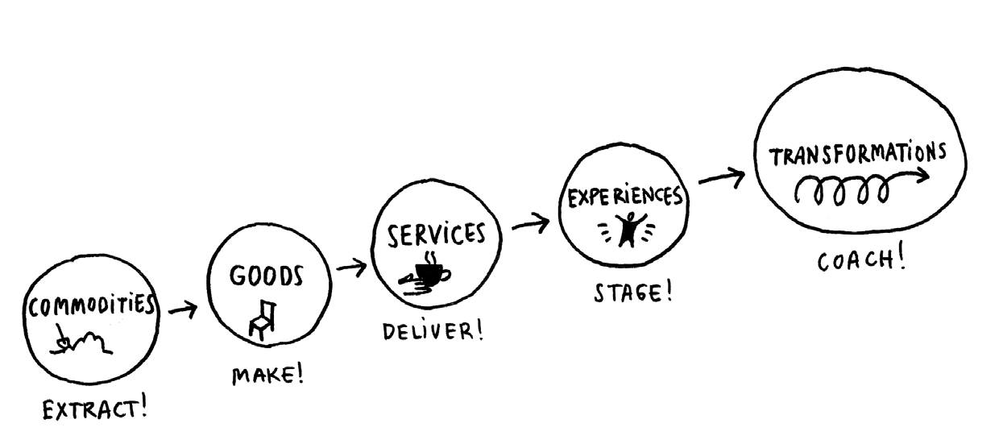 COMMODITiES
EXTRACT!
GOODS
MAKE!
SERViCES
DELiVER!
EXPERiENCES
STAGE!
TRANSFORMATiONS
COACH!